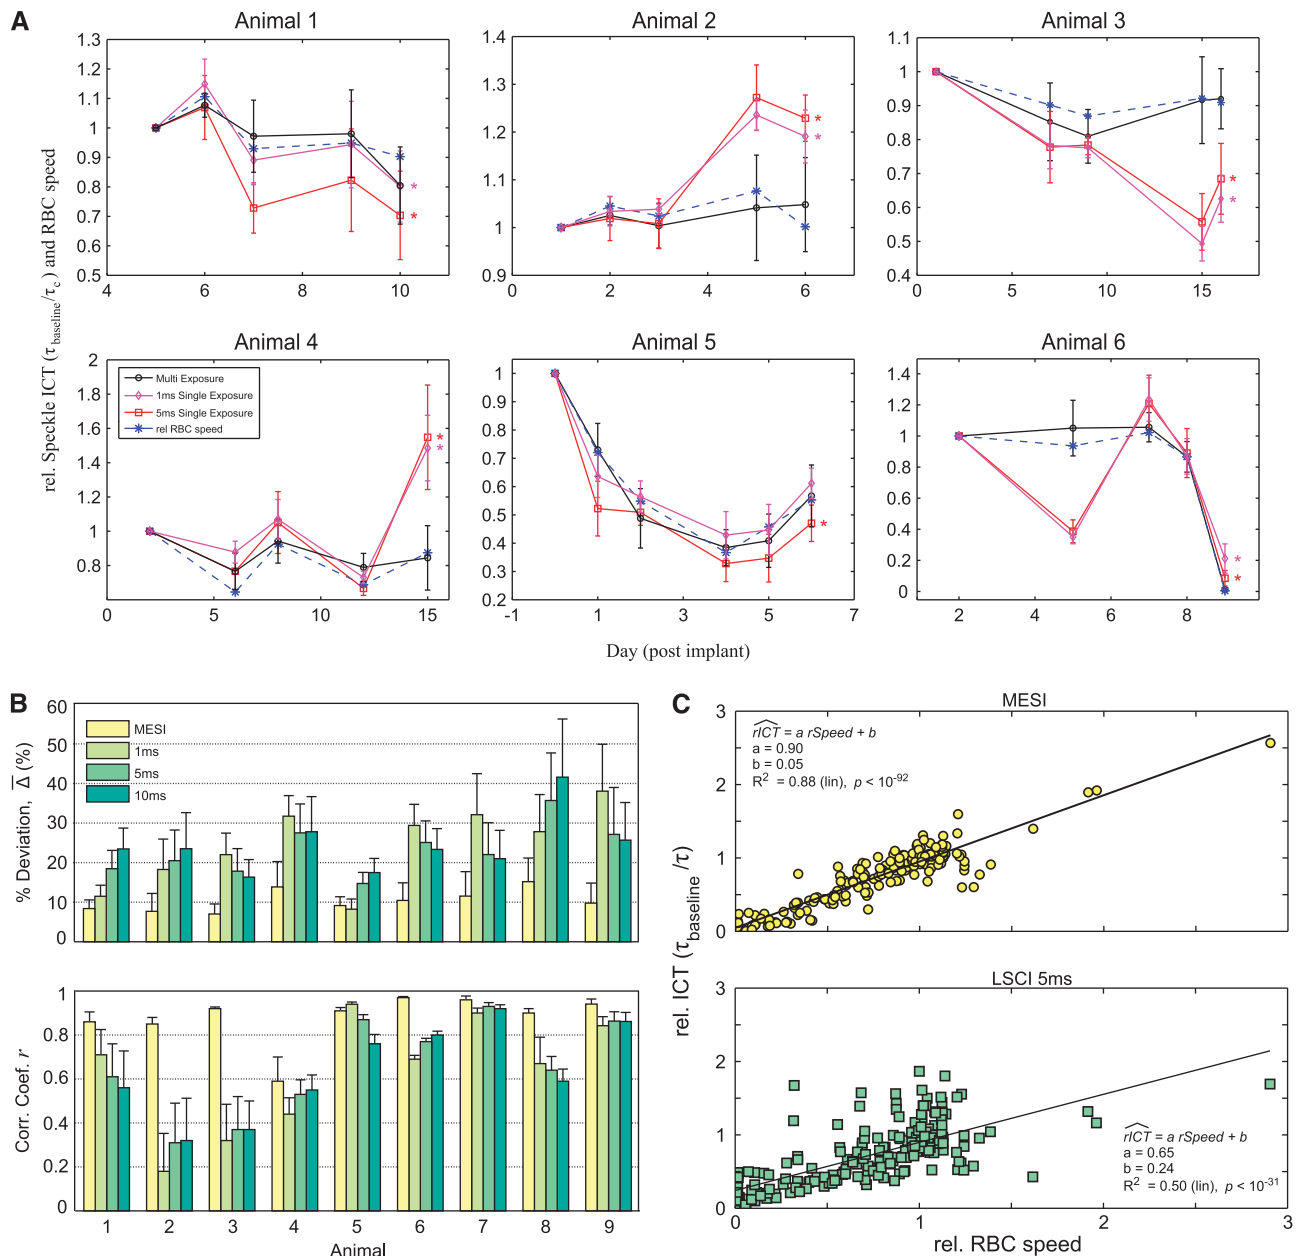 A
Animal 1
Animal 2
Animal 3
rel. Speckle ICT (τbaseline/τc) and RBC speed
1.3
1.2
1.1
1
0.9
0.8
0.7
0.6
0.5
4 6 8 10
*
*
1.4
1.3
1.2
1.1
1.0
0.9
0 2 4 6
*
*
1.1
1
0.9
0.8
0.7
0.6
0.5
0.4
0 5 10 15
*
*
Animal 4
Animal 5
Animal 6
2
1.8
1.6
1.4
1.2
1
0.8
0 5 10 15
Multi Exposure
1ms Single Exposure
5ms Single Exposure
rel RBC speed
*
*
1
0.9
0.8
0.7
0.6
0.5
0.4
0.3
0.2
-1 1 3 5 7
*
1.4
1.2
1
0.8
0.6
0.4
0.2
0
2 4 6 8
*
*
Day (post implant)
B
% Deviation, Δ̅ (%)
60
50
40
30
20
10
0
MESI
1ms
5ms
10ms
Corr. Coef. r
1
0.8
0.6
0.4
0.2
0
1 2 3 4 5 6 7 8 9
Animal
C
MESI
rel. ICT (τbaseline/τ)
3
2
1
0
rICT = a rSpeed + b
a = 0.90
b = 0.05
R² = 0.88 (lin), p < 10⁻⁹²
LSCI 5ms
3
2
1
0
rICT = a rSpeed + b
a = 0.65
b = 0.24
R² = 0.50 (lin), p < 10⁻³¹
0 1 2 3
rel. RBC speed